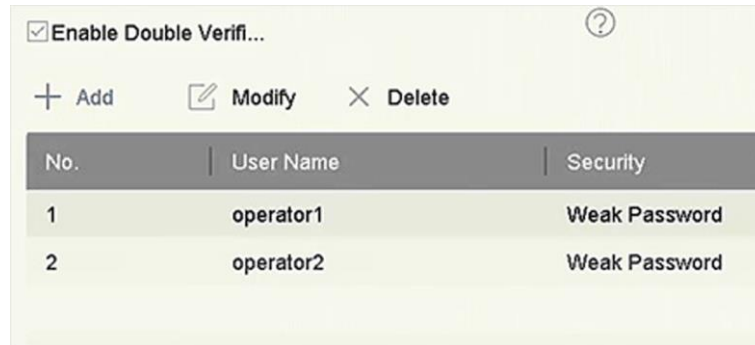 Enable Double Verifi...
?
Add Modify Delete
No. User Name Security
1 operator1 Weak Password
2 operator2 Weak Password